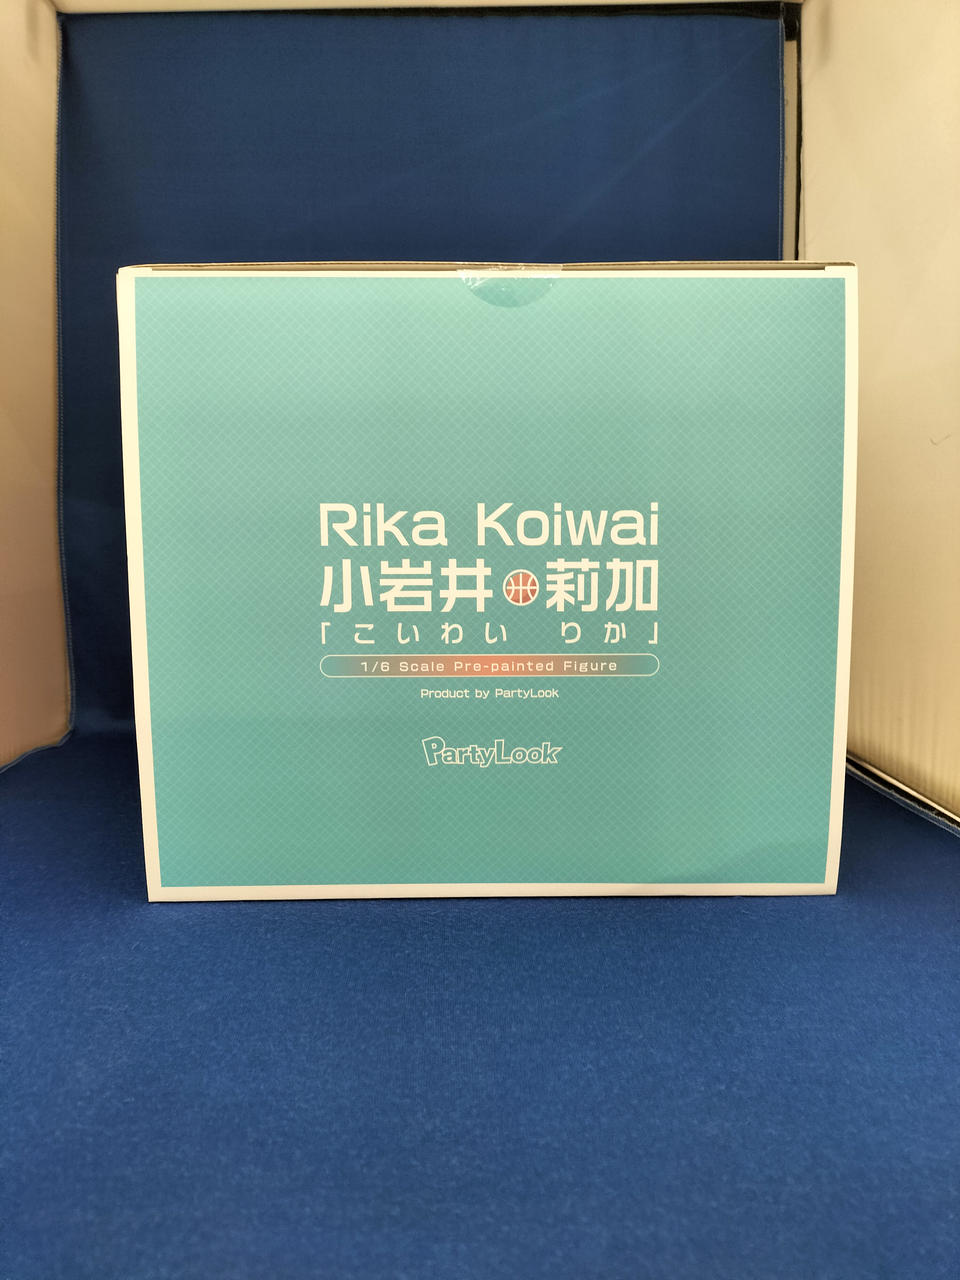 Rika Koiwai
小岩井 莉加
「こいわい りか」
1/6 Scale Pre-painted Figure
Product by PartyLook
PartyLook